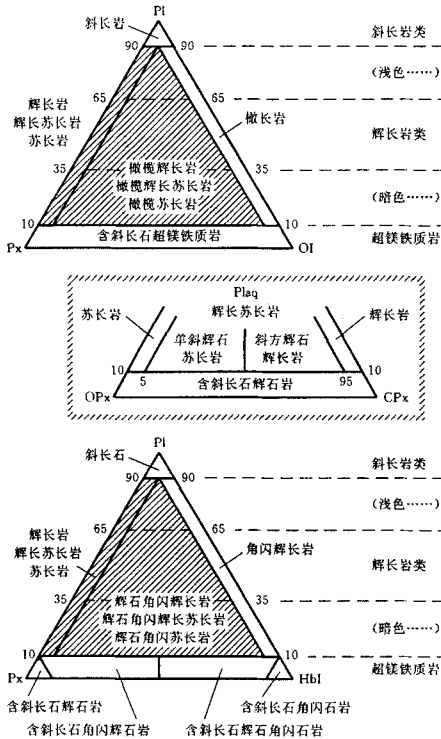 Pl
斜长岩
90 90
斜长岩类
(浅色……)
65 65
辉长岩
辉长苏长岩
苏长岩
橄长岩
辉长岩类
35 35
橄榄辉长岩
橄榄辉长苏长岩
橄榄苏长岩
(暗色……)
10 10
含斜长石超镁铁质岩
超镁铁质岩
Px OI
Plaq
苏长岩 辉长苏长岩 辉长岩
单斜辉石
苏长岩
斜方辉石
辉长岩
10 10
5 95
含斜长石辉石岩
OPx CPx
Pl
斜长石
90 90
斜长岩类
(浅色……)
65 65
辉长岩
辉长苏长岩
苏长岩
角闪辉长岩
辉长岩类
35 35
辉石角闪辉长岩
辉石角闪辉长苏长岩
辉石角闪苏长岩
(暗色……)
10 10
超镁铁质岩
Px Hbl
含斜长石辉石岩 含斜长石角闪石岩
含斜长石角闪辉石岩 含斜长石辉石角闪石岩